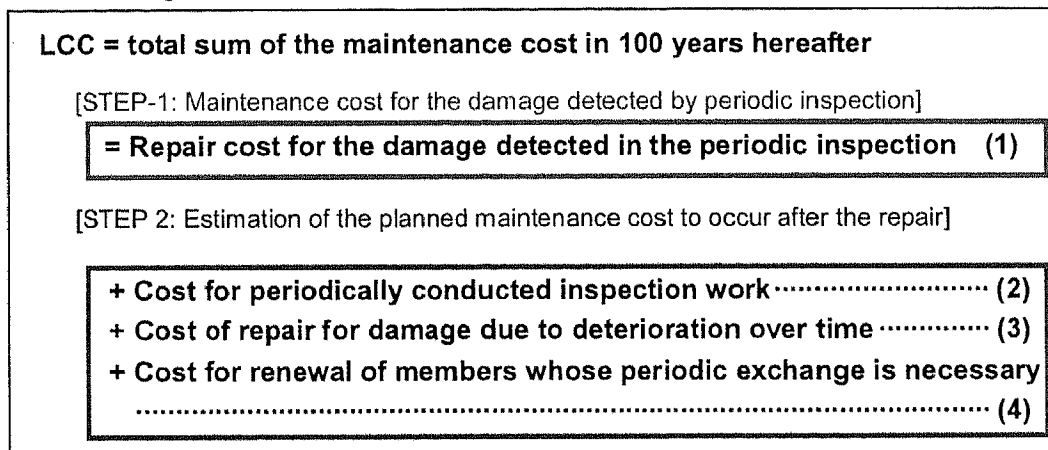 LCC = total sum of the maintenance cost in 100 years hereafter
[STEP-1: Maintenance cost for the damage detected by periodic inspection]
= Repair cost for the damage detected in the periodic inspection (1)
[STEP 2: Estimation of the planned maintenance cost to occur after the repair]
+ Cost for periodically conducted inspection work ........................... (2)
+ Cost of repair for damage due to deterioration over time .............. (3)
+ Cost for renewal of members whose periodic exchange is necessary
................................................................................................ (4)